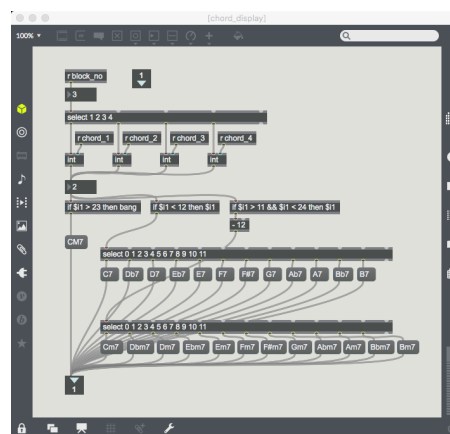 [chord_display]
100%
r block_no
1
3
select 1 2 3 4
r chord_1 r chord_2 r chord_3 r chord_4
int int int int
2
if $i1 > 23 then bang if $i1 < 12 then $i1 if $i1 > 11 && $i1 < 24 then $i1
- 12
CM7
select 0 1 2 3 4 5 6 7 8 9 10 11
C7 Db7 D7 Eb7 E7 F7 F#7 G7 Ab7 A7 Bb7 B7
select 0 1 2 3 4 5 6 7 8 9 10 11
Cm7 Dbm7 Dm7 Ebm7 Em7 Fm7 F#m7 Gm7 Abm7 Am7 Bbm7 Bm7
1